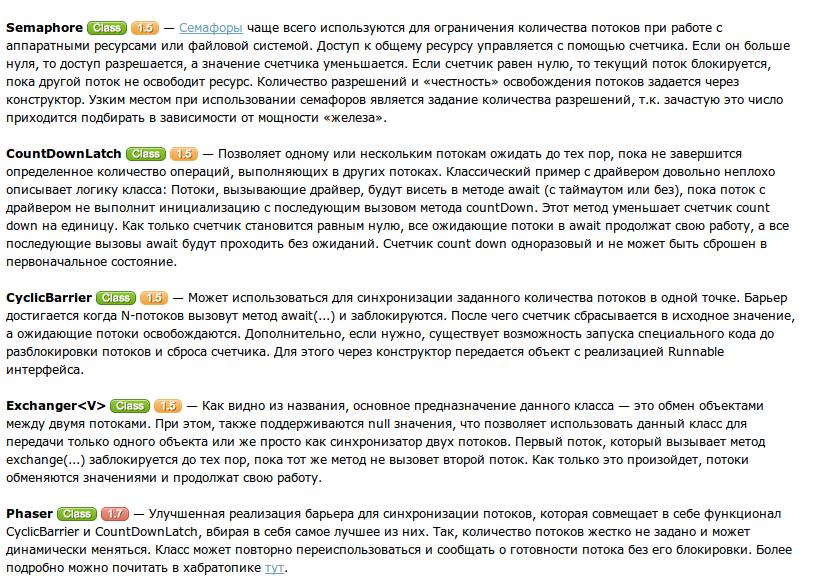 Semaphore Class 1.5 — Семафоры чаще всего используются для ограничения количества потоков при работе с
аппаратными ресурсами или файловой системой. Доступ к общему ресурсу управляется с помощью счетчика. Если он больше
нуля, то доступ разрешается, а значение счетчика уменьшается. Если счетчик равен нулю, то текущий поток блокируется,
пока другой поток не освободит ресурс. Количество разрешений и «честность» освобождения потоков задается через
конструктор. Узким местом при использовании семафоров является задание количества разрешений, т.к. зачастую это число
приходится подбирать в зависимости от мощности «железа».
CountDownLatch Class 1.5 — Позволяет одному или нескольким потокам ожидать до тех пор, пока не завершится
определенное количество операций, выполняющих в других потоках. Классический пример с драйвером довольно неплохо
описывает логику класса: Потоки, вызывающие драйвер, будут висеть в методе await (с таймаутом или без), пока поток с
драйвером не выполнит инициализацию с последующим вызовом метода countDown. Этот метод уменьшает счетчик count
down на единицу. Как только счетчик становится равным нулю, все ожидающие потоки в await продолжат свою работу, а все
последующие вызовы await будут проходить без ожиданий. Счетчик count down одноразовый и не может быть сброшен в
первоначальное состояние.
CyclicBarrier Class 1.5 — Может использоваться для синхронизации заданного количества потоков в одной точке. Барьер
достигается когда N-потоков вызовут метод await(...) и заблокируются. После чего счетчик сбрасывается в исходное значение,
а ожидающие потоки освобождаются. Дополнительно, если нужно, существует возможность запуска специального кода до
разблокировки потоков и сброса счетчика. Для этого через конструктор передается объект с реализацией Runnable
интерфейса.
Exchanger<V> Class 1.5 — Как видно из названия, основное предназначение данного класса — это обмен объектами
между двумя потоками. При этом, также поддерживаются null значения, что позволяет использовать данный класс для
передачи только одного объекта или же просто как синхронизатор двух потоков. Первый поток, который вызывает метод
exchange(...) заблокируется до тех пор, пока тот же метод не вызовет второй поток. Как только это произойдет, потоки
обменяются значениями и продолжат свою работу.
Phaser Class 1.7 — Улучшенная реализация барьера для синхронизации потоков, которая совмещает в себе функционал
CyclicBarrier и CountDownLatch, вбирая в себя самое лучшее из них. Так, количество потоков жестко не задано и может
динамически меняться. Класс может повторно переиспользоваться и сообщать о готовности потока без его блокировки. Более
подробно можно почитать в хабратопике тут.